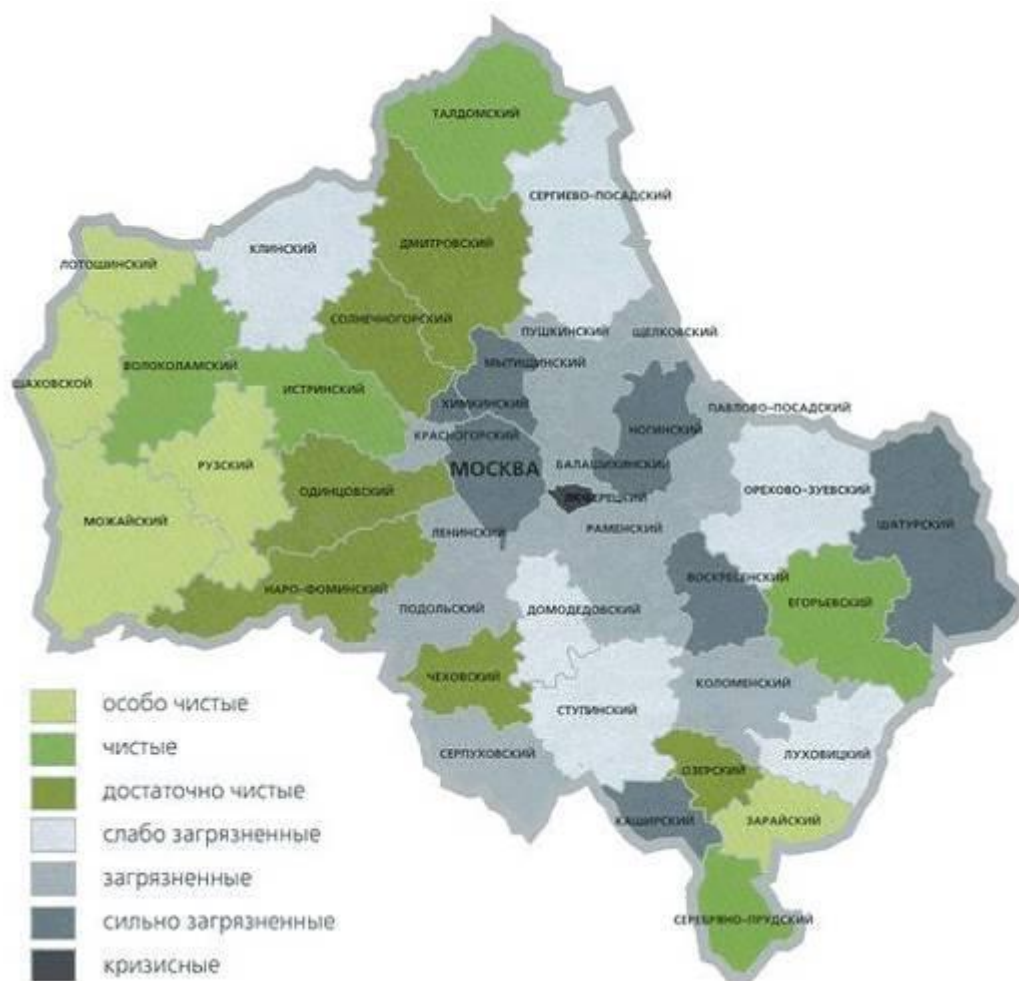 ТАЛДОМСКИЙ
СЕРГИЕВО-ПОСАДСКИЙ
КЛИНСКИЙ
ДМИТРОВСКИЙ
ЛОТОШИНСКИЙ
СОЛНЕЧНОГОРСКИЙ
ПУШКИНСКИЙ
ЩЕЛКОВСКИЙ
ВОЛОКОЛАМСКИЙ
МЫТИЩИНСКИЙ
ШАХОВСКОЙ
ИСТРИНСКИЙ
ХИМКИНСКИЙ
ПАВЛОВО-ПОСАДСКИЙ
КРАСНОГОРСКИЙ
НОГИНСКИЙ
РУЗСКИЙ
МОСКВА
БАЛАШИХИНСКИЙ
ОДИНЦОВСКИЙ
ОРЕХОВО-ЗУЕВСКИЙ
ЛЮБЕРЕЦКИЙ
МОЖАЙСКИЙ
ЛЕНИНСКИЙ
РАМЕНСКИЙ
ШАТУРСКИЙ
ВОСКРЕСЕНСКИЙ
НАРО-ФОМИНСКИЙ
ЕГОРЬЕВСКИЙ
ПОДОЛЬСКИЙ
ДОМОДЕДОВСКИЙ
ЧЕХОВСКИЙ
КОЛОМЕНСКИЙ
СТУПИНСКИЙ
СЕРПУХОВСКИЙ
ЛУХОВИЦКИЙ
ОЗЕРСКИЙ
КАШИРСКИЙ
ЗАРАЙСКИЙ
СЕРЕБРЯНО-ПРУДСКИЙ
особо чистые
чистые
достаточно чистые
слабо загрязненные
загрязненные
сильно загрязненные
кризисные